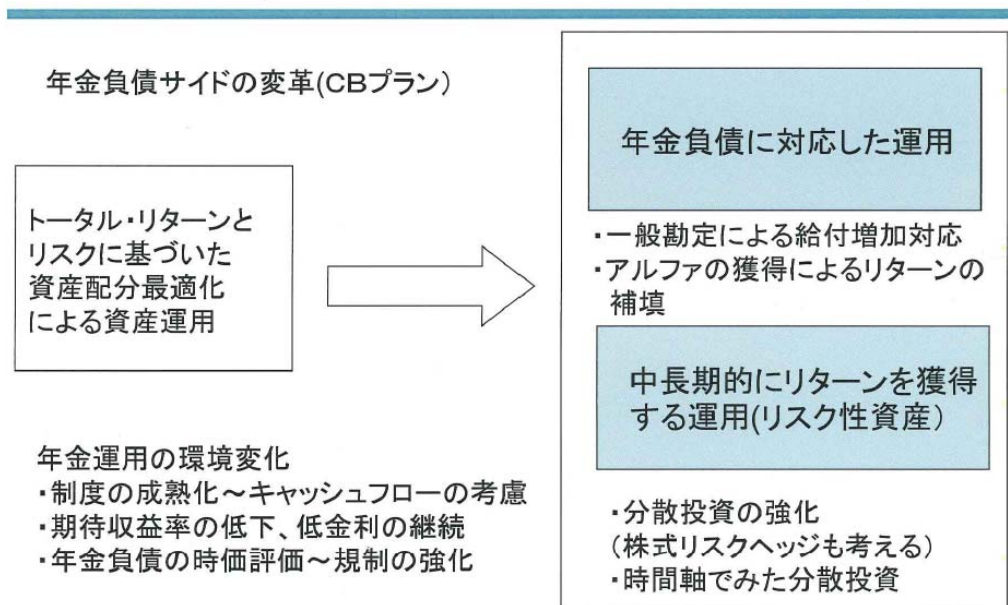 年金負債サイドの変革(CBプラン)
トータル・リターンと
リスクに基づいた
資産配分最適化
による資産運用
年金運用の環境変化
・制度の成熟化～キャッシュフローの考慮
・期待収益率の低下、低金利の継続
・年金負債の時価評価～規制の強化
年金負債に対応した運用
・一般勘定による給付増加対応
・アルファの獲得によるリターンの
補填
中長期的にリターンを獲得
する運用(リスク性資産)
・分散投資の強化
(株式リスクヘッジも考える)
・時間軸でみた分散投資